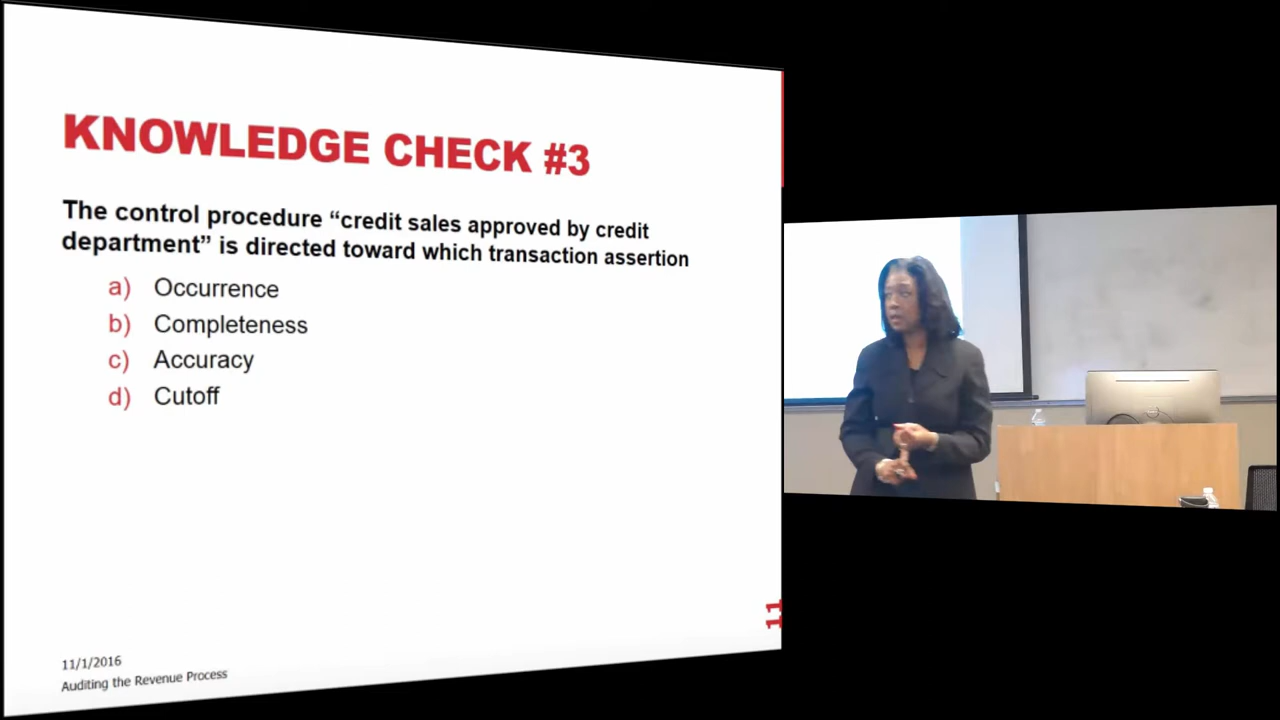 KNOWLEDGE CHECK #3
The control procedure “credit sales approved by credit
department” is directed toward which transaction assertion
a) Occurrence
b) Completeness
c) Accuracy
d) Cutoff
11
11/1/2016
Auditing the Revenue Process